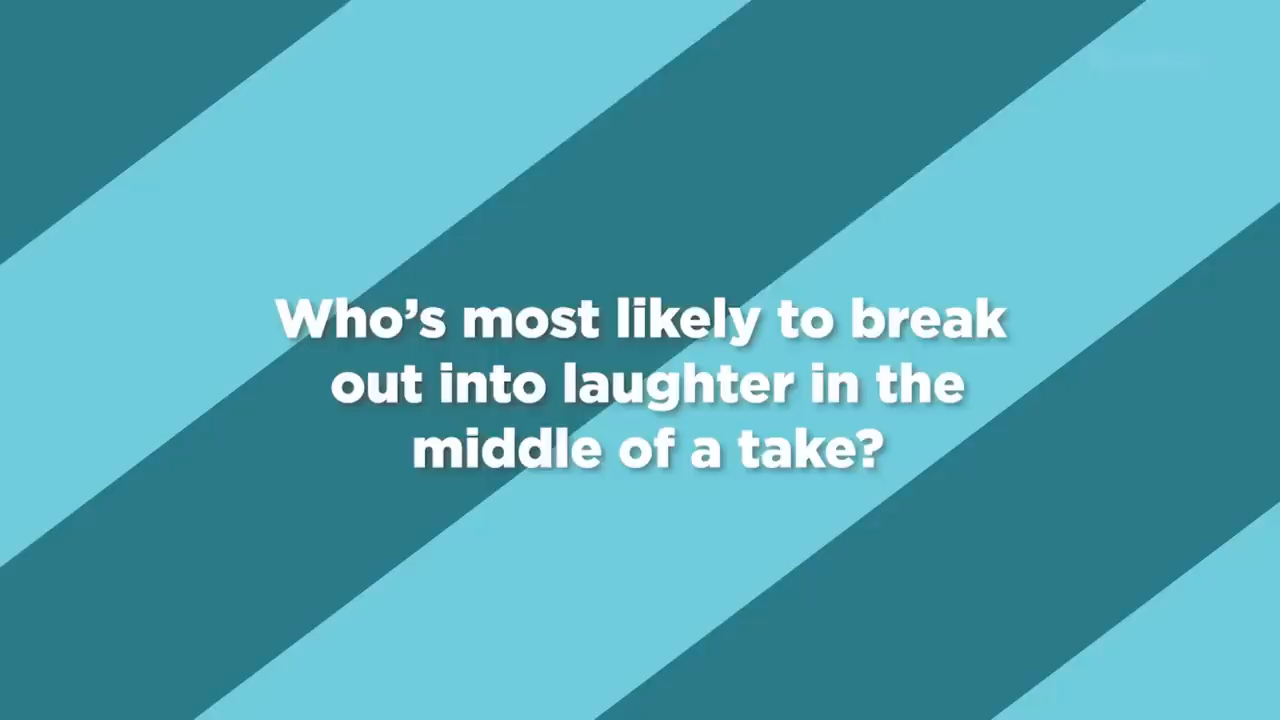 Who’s most likely to break
out into laughter in the
middle of a take?